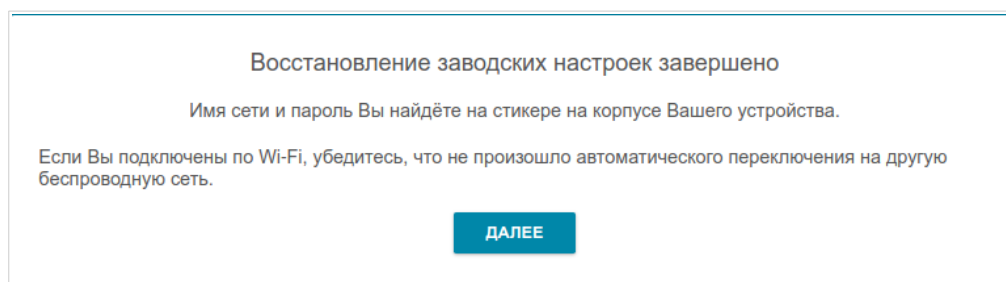 Восстановление заводских настроек завершено
Имя сети и пароль Вы найдёте на стикере на корпусе Вашего устройства.
Если Вы подключены по Wi-Fi, убедитесь, что не произошло автоматического переключения на другую
беспроводную сеть.
ДАЛЕЕ